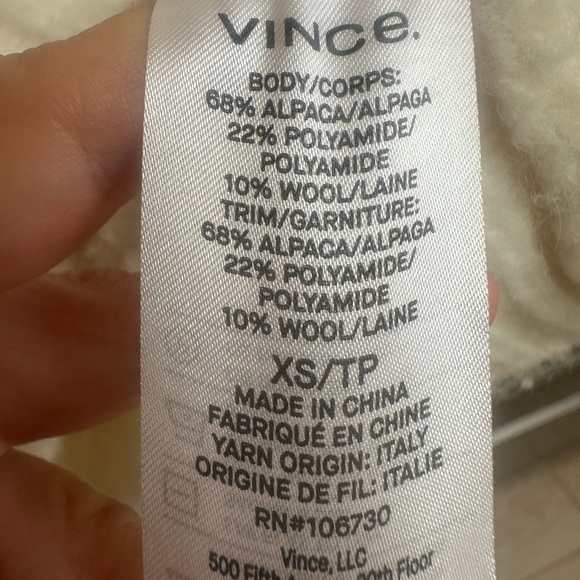 VINCE.
BODY/CORPS:
68% ALPACA/ALPAGA
22% POLYAMIDE/
POLYAMIDE
10% WOOL/LAINE
TRIM/GARNITURE:
68% ALPACA/ALPAGA
22% POLYAMIDE/
POLYAMIDE
10% WOOL/LAINE
XS/TP
MADE IN CHINA
FABRIQUÉ EN CHINE
YARN ORIGIN: ITALY
ORIGINE DE FIL: ITALIE
RN#106730
Vince, LLC
500 Floor